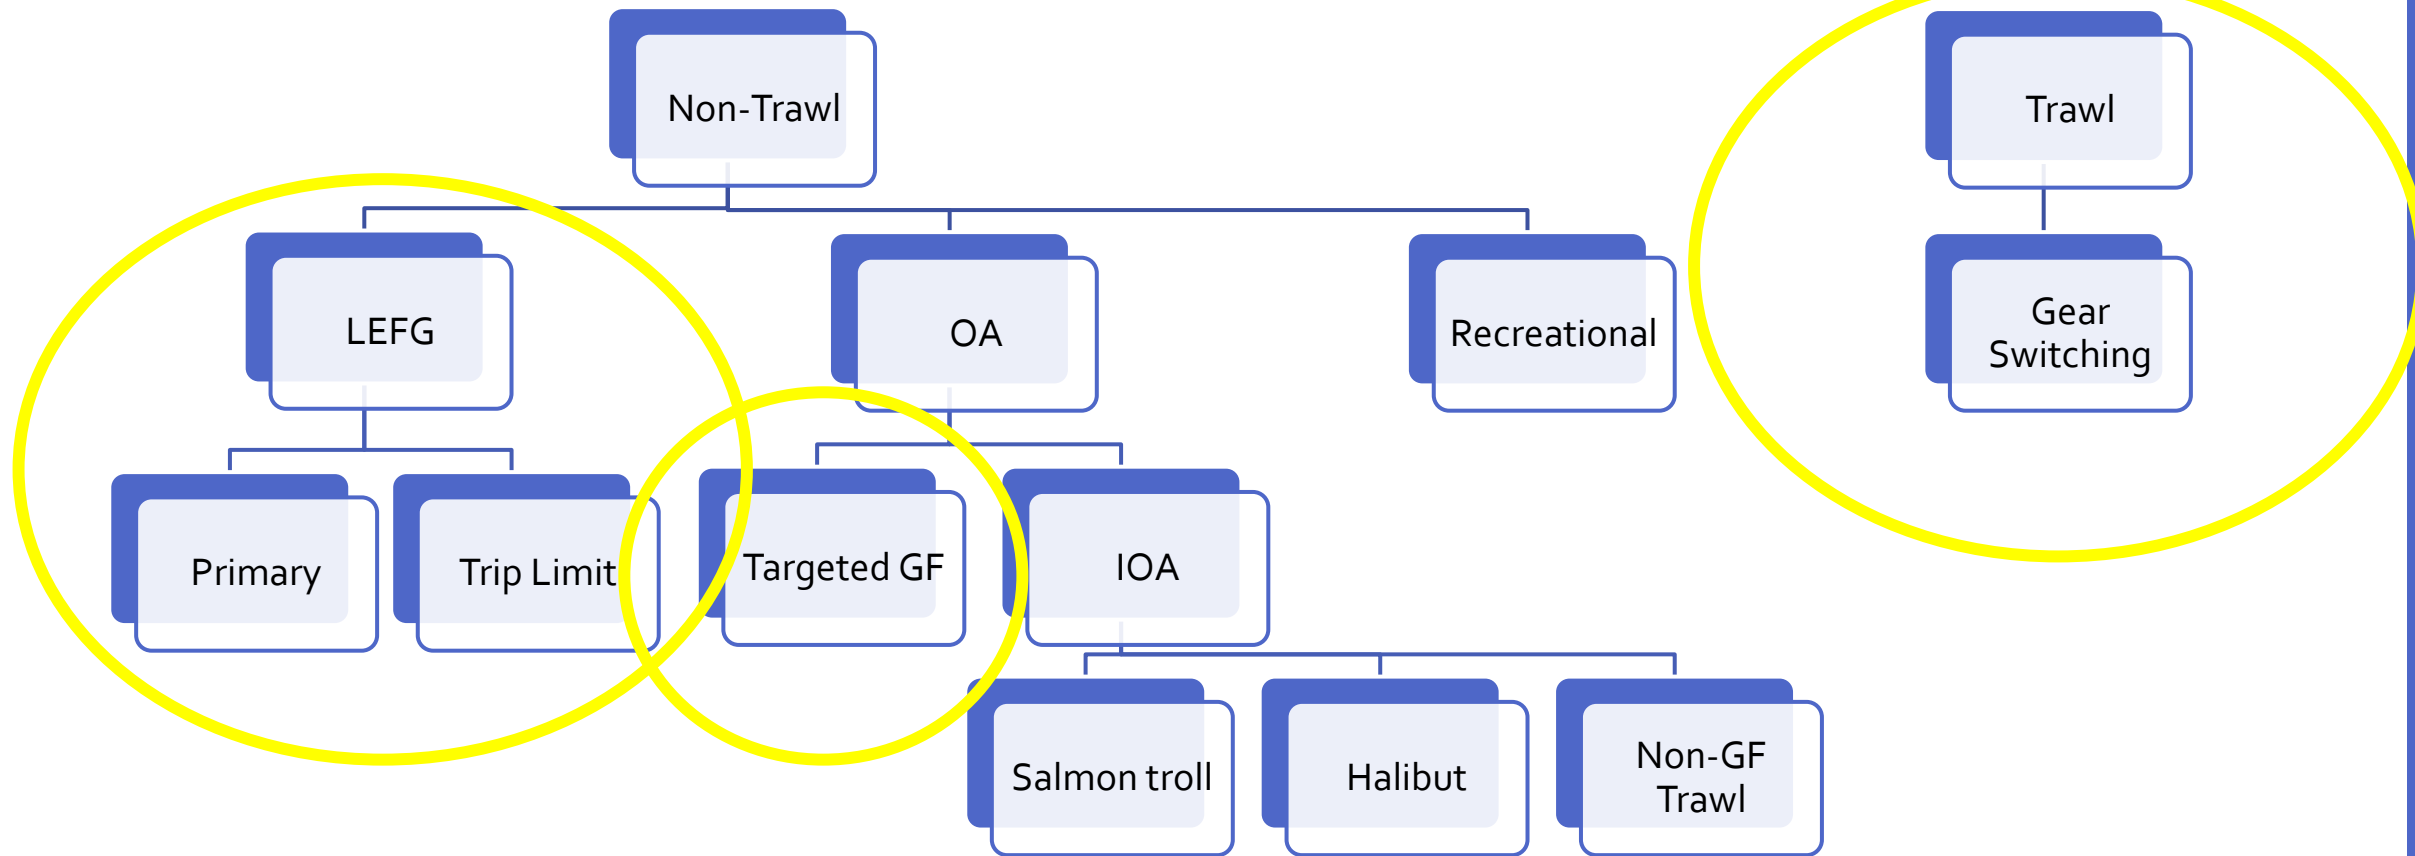 Non-Trawl
Trawl
LEFG
OA
Recreational
Gear
Switching
Primary
Trip Limit
Targeted GF
IOA
Salmon troll
Halibut
Non-GF
Trawl